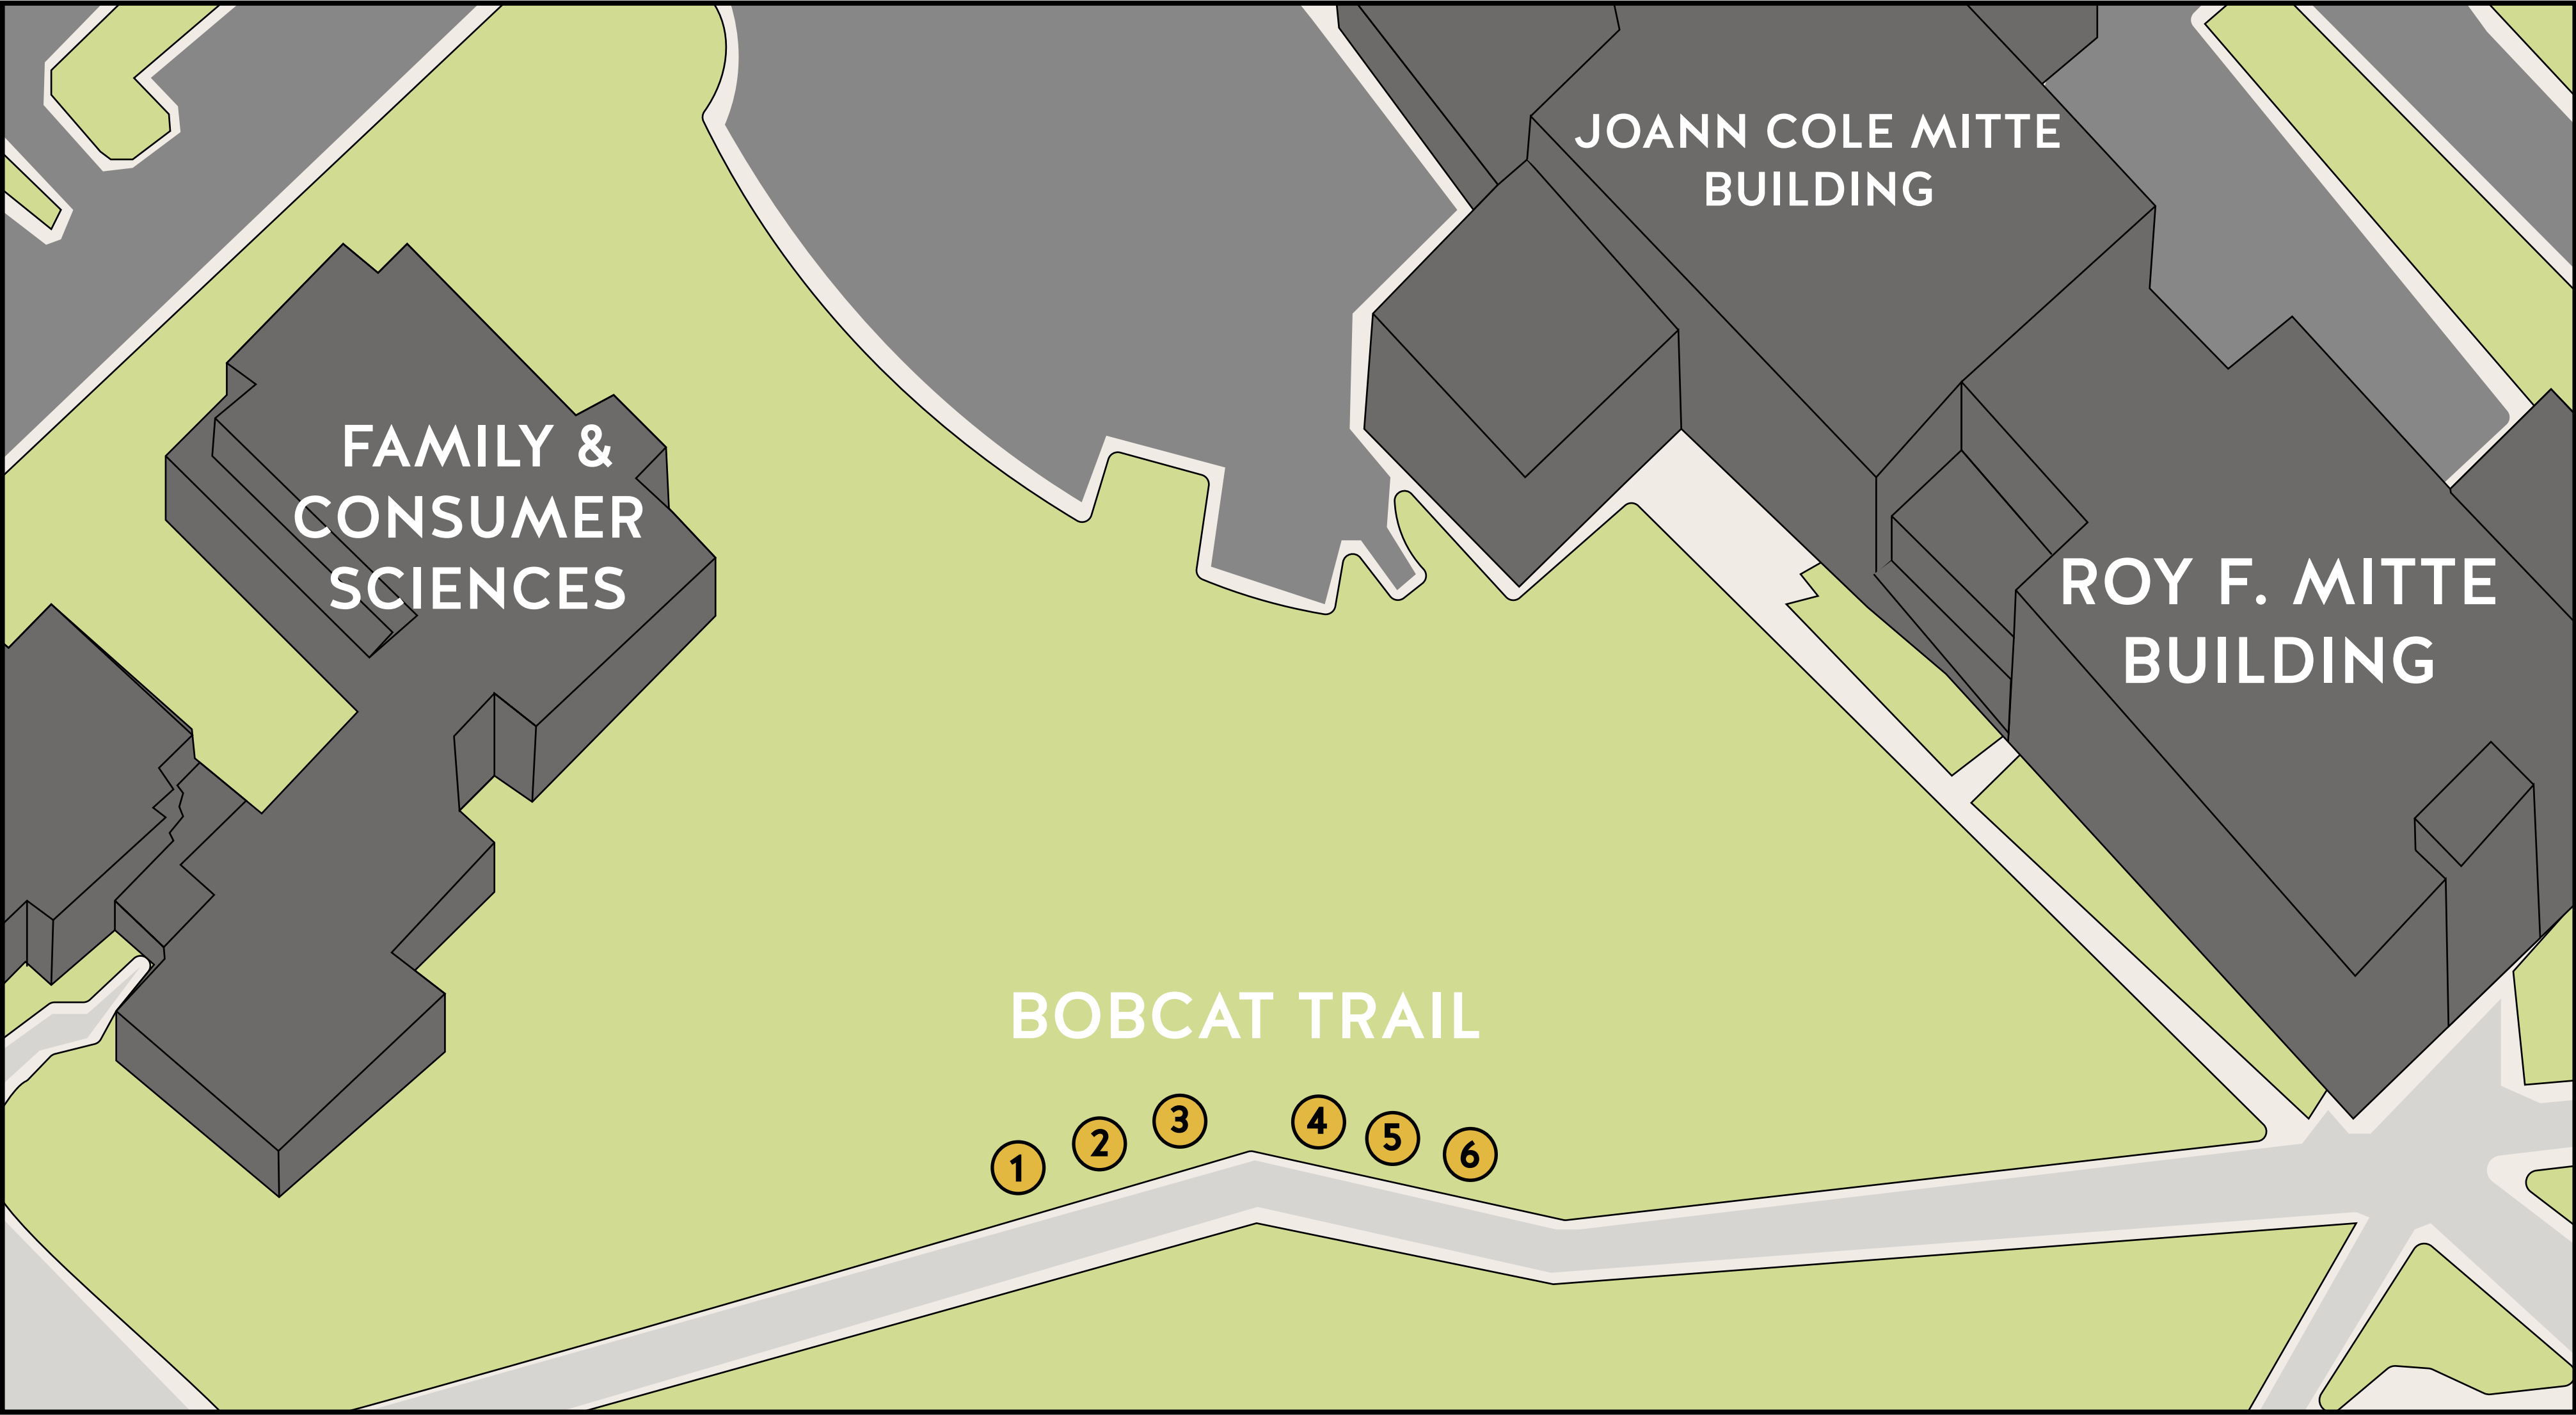 JOANN COLE MITTE
BUILDING
FAMILY &
CONSUMER
SCIENCES
ROY F. MITTE
BUILDING
BOBCAT TRAIL
1 2 3 4 5 6